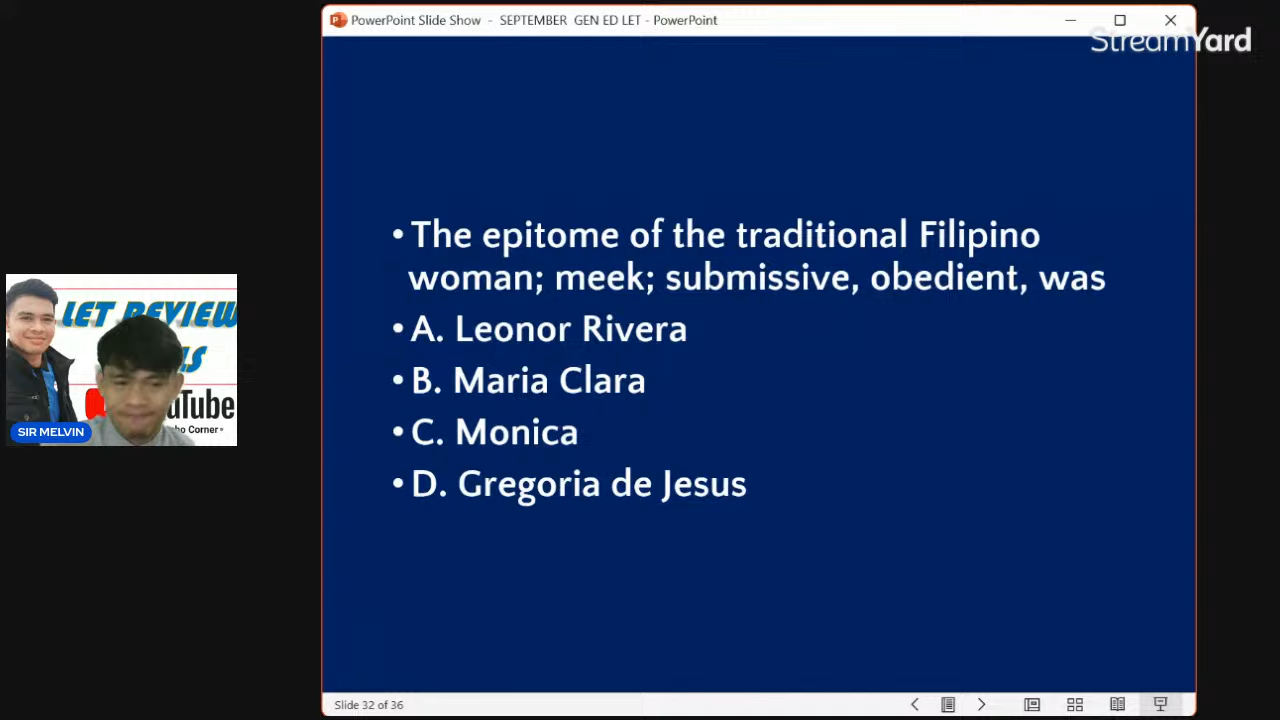 PowerPoint Slide Show - SEPTEMBER GEN ED LET - PowerPoint
StreamYard
• The epitome of the traditional Filipino
woman; meek; submissive, obedient, was
• A. Leonor Rivera
• B. Maria Clara
• C. Monica
• D. Gregoria de Jesus
LET REVIEW
SIR MELVIN
Slide 32 of 36